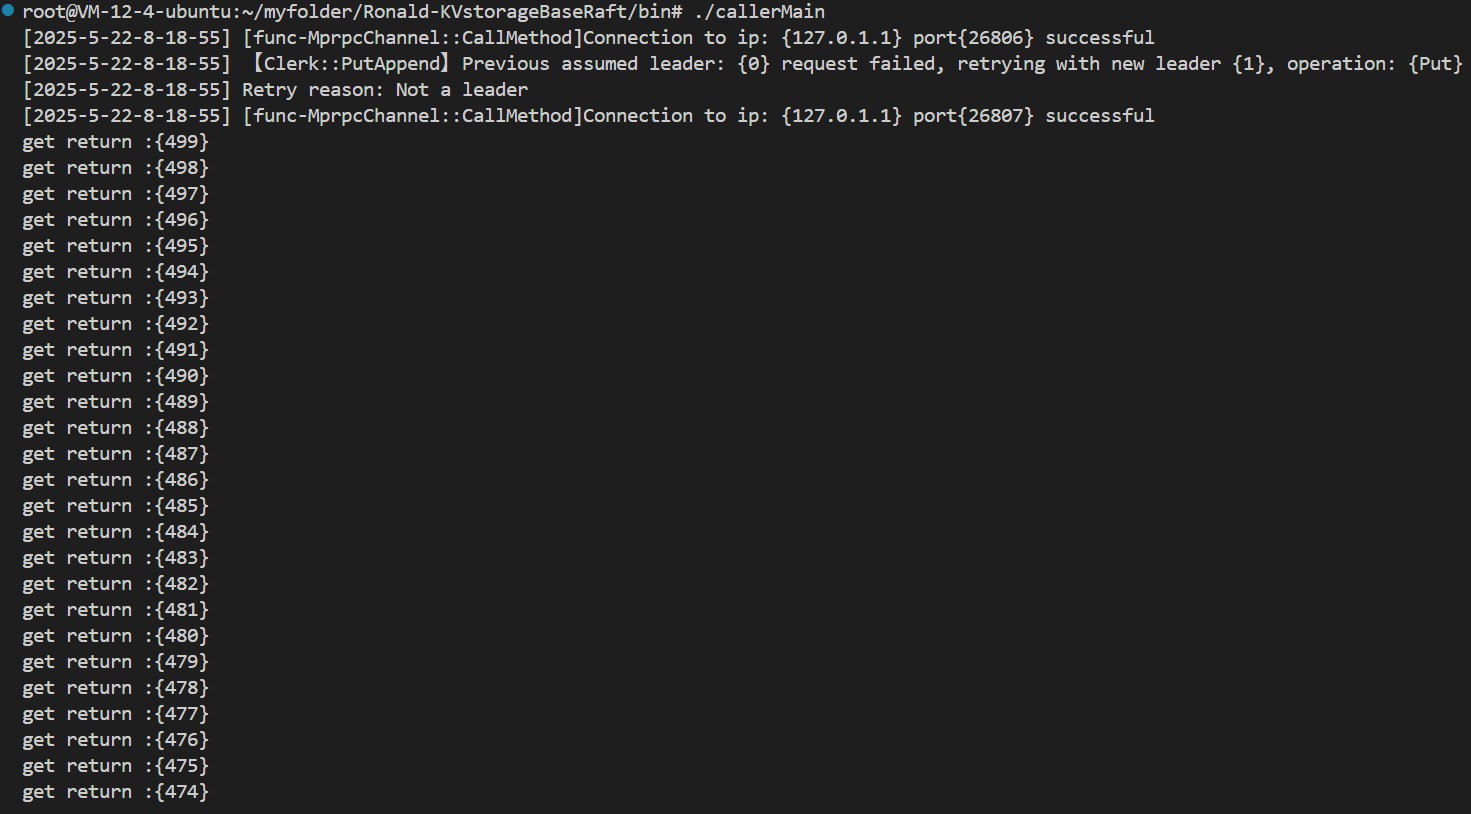 root@VM-12-4-ubuntu:~/myfolder/Ronald-KVstorageBaseRaft/bin# ./callerMain
[2025-5-22-8-18-55] [func-MprpcChannel::CallMethod]Connection to ip: {127.0.1.1} port{26806} successful
[2025-5-22-8-18-55] 【Clerk::PutAppend】Previous assumed leader: {0} request failed, retrying with new leader {1}, operation: {Put}
[2025-5-22-8-18-55] Retry reason: Not a leader
[2025-5-22-8-18-55] [func-MprpcChannel::CallMethod]Connection to ip: {127.0.1.1} port{26807} successful
get return :{499}
get return :{498}
get return :{497}
get return :{496}
get return :{495}
get return :{494}
get return :{493}
get return :{492}
get return :{491}
get return :{490}
get return :{489}
get return :{488}
get return :{487}
get return :{486}
get return :{485}
get return :{484}
get return :{483}
get return :{482}
get return :{481}
get return :{480}
get return :{479}
get return :{478}
get return :{477}
get return :{476}
get return :{475}
get return :{474}